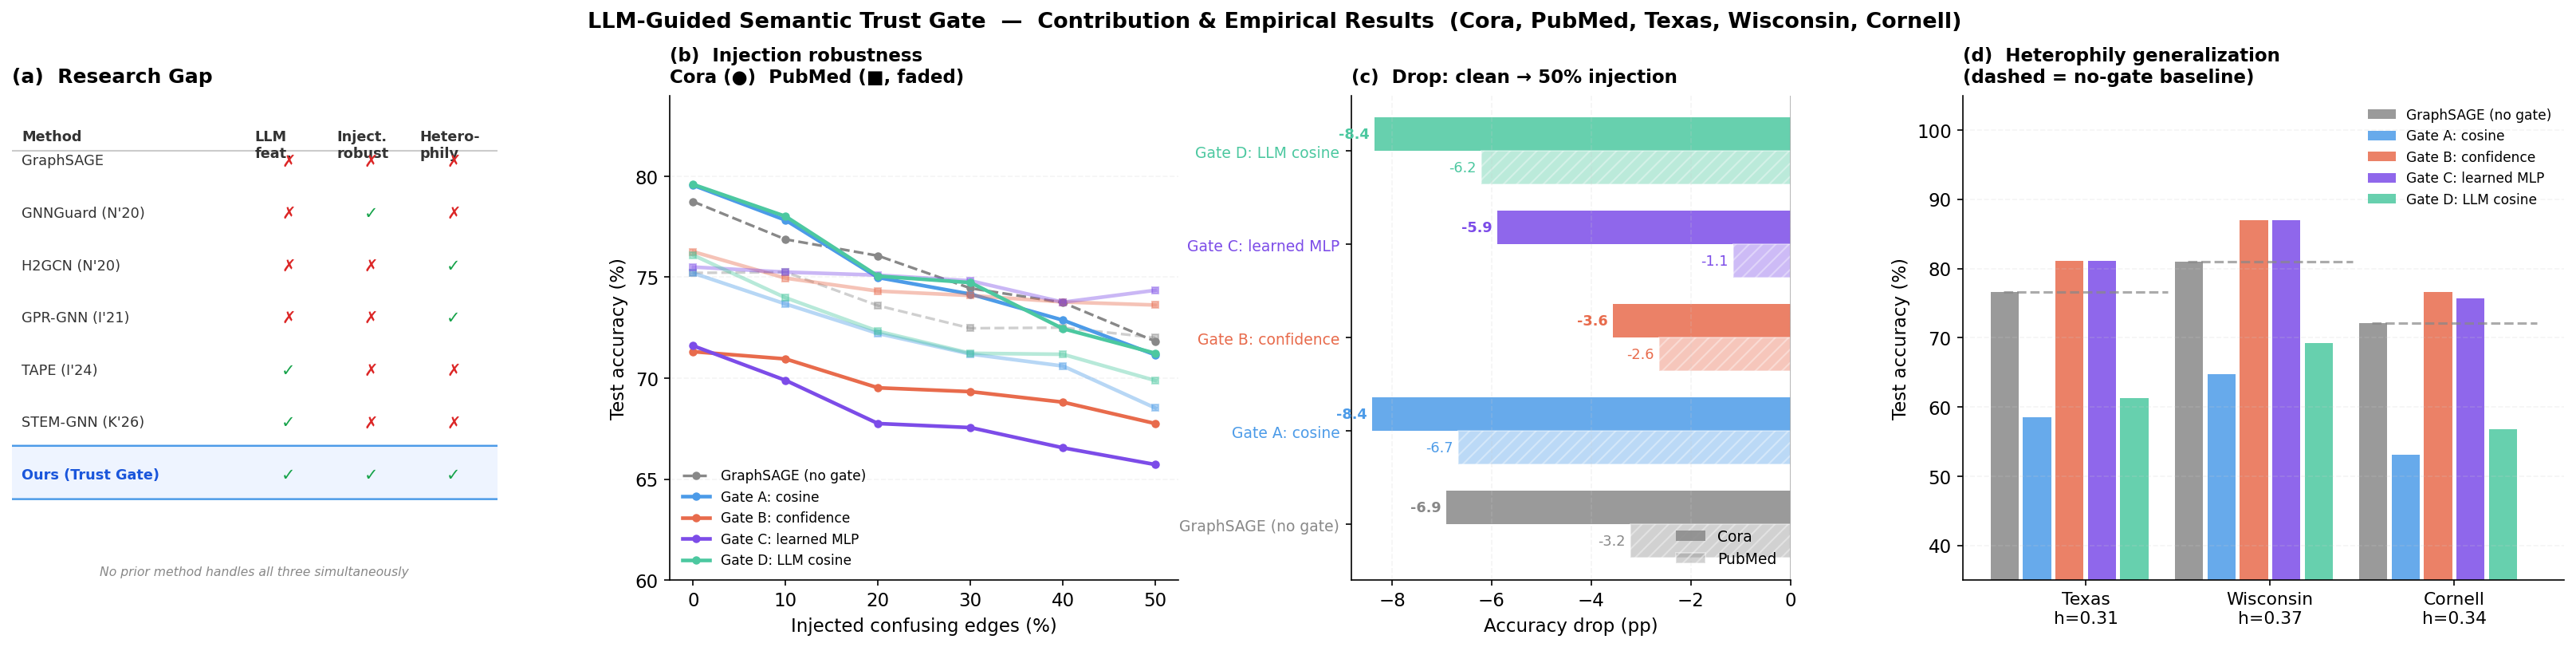 LLM-Guided Semantic Trust Gate — Contribution & Empirical Results (Cora, PubMed, Texas, Wisconsin, Cornell)
(a) Research Gap
Method LLM feat. Inject. robust Hetero-phily
GraphSAGE ✗ ✗ ✗
GNNGuard (N'20) ✗ ✓ ✗
H2GCN (N'20) ✗ ✗ ✓
GPR-GNN (I'21) ✗ ✗ ✓
TAPE (I'24) ✓ ✗ ✗
STEM-GNN (K'26) ✓ ✗ ✗
Ours (Trust Gate) ✓ ✓ ✓
No prior method handles all three simultaneously
(b) Injection robustness
Cora (●) PubMed (■, faded)
Test accuracy (%)
80
75
70
65
60
GraphSAGE (no gate)
Gate A: cosine
Gate B: confidence
Gate C: learned MLP
Gate D: LLM cosine
0 10 20 30 40 50
Injected confusing edges (%)
(c) Drop: clean → 50% injection
-8.4
Gate D: LLM cosine
-6.2
-5.9
Gate C: learned MLP
-1.1
-3.6
Gate B: confidence
-2.6
-8.4
Gate A: cosine
-6.7
-6.9
GraphSAGE (no gate)
-3.2
Cora
PubMed
−8 −6 −4 −2 0
Accuracy drop (pp)
(d) Heterophily generalization
(dashed = no-gate baseline)
Test accuracy (%)
100
90
80
70
60
50
40
GraphSAGE (no gate)
Gate A: cosine
Gate B: confidence
Gate C: learned MLP
Gate D: LLM cosine
Texas Wisconsin Cornell
h=0.31 h=0.37 h=0.34